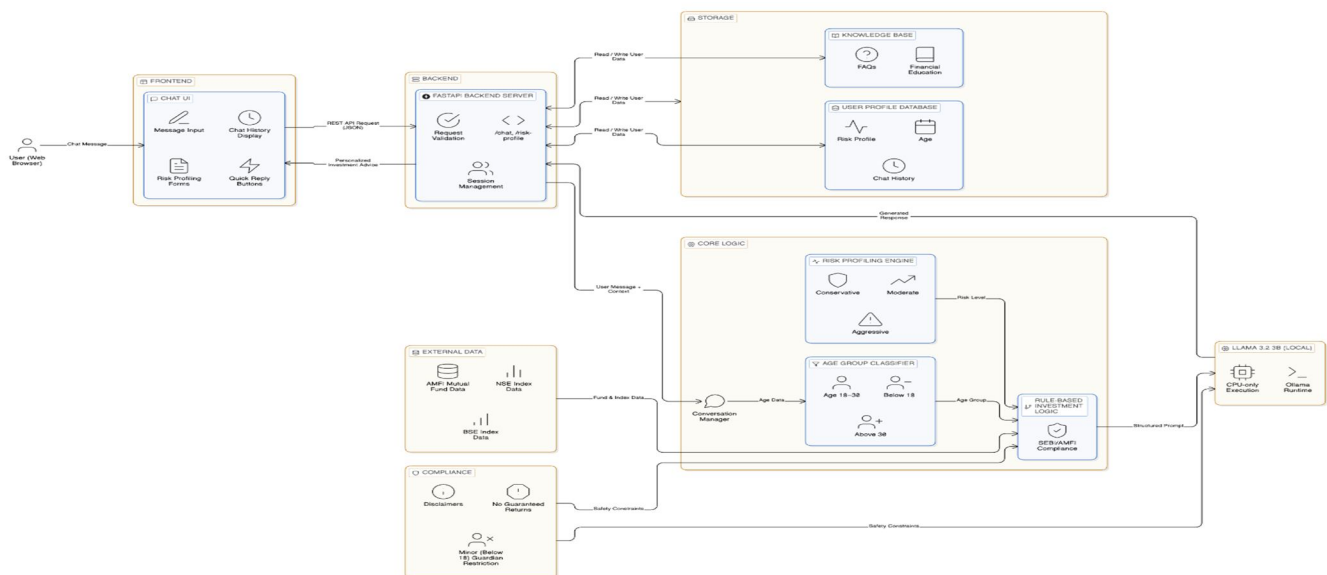 STORAGE
KNOWLEDGE BASE
FAQs
Financial
Education
USER PROFILE DATABASE
Risk Profile
Age
Chat History
Read / Write User
Data
Read / Write User
Data
Read / Write User
Data
FRONTEND
CHAT UI
Message Input
Chat History
Display
Risk Profiling
Forms
Quick Reply
Buttons
User (Web
Browser)
Chat Message
REST API Request
(JSON)
Personalized
Investment Advice
BACKEND
FASTAPI BACKEND SERVER
Request
Validation
/chat, /risk-
profile
Session
Management
Generated
Response
CORE LOGIC
RISK PROFILING ENGINE
Conservative
Moderate
Aggressive
Risk Level
User Message +
Context
Conversation
Manager
Age Data
AGE GROUP CLASSIFIER
Age 18-30
Below 18
Above 30
Age Group
RULE-BASED
INVESTMENT
LOGIC
SEBI/AMFI
Compliance
Structured Prompt
LLAMA 3.2 3B (LOCAL)
CPU-only
Execution
Ollama
Runtime
EXTERNAL DATA
AMFI Mutual
Fund Data
NSE Index
Data
BSE Index
Data
Fund & Index Data
COMPLIANCE
Disclaimers
No Guaranteed
Returns
Minor (Below
18) Guardian
Restriction
Safety Constraints
Safety Constraints